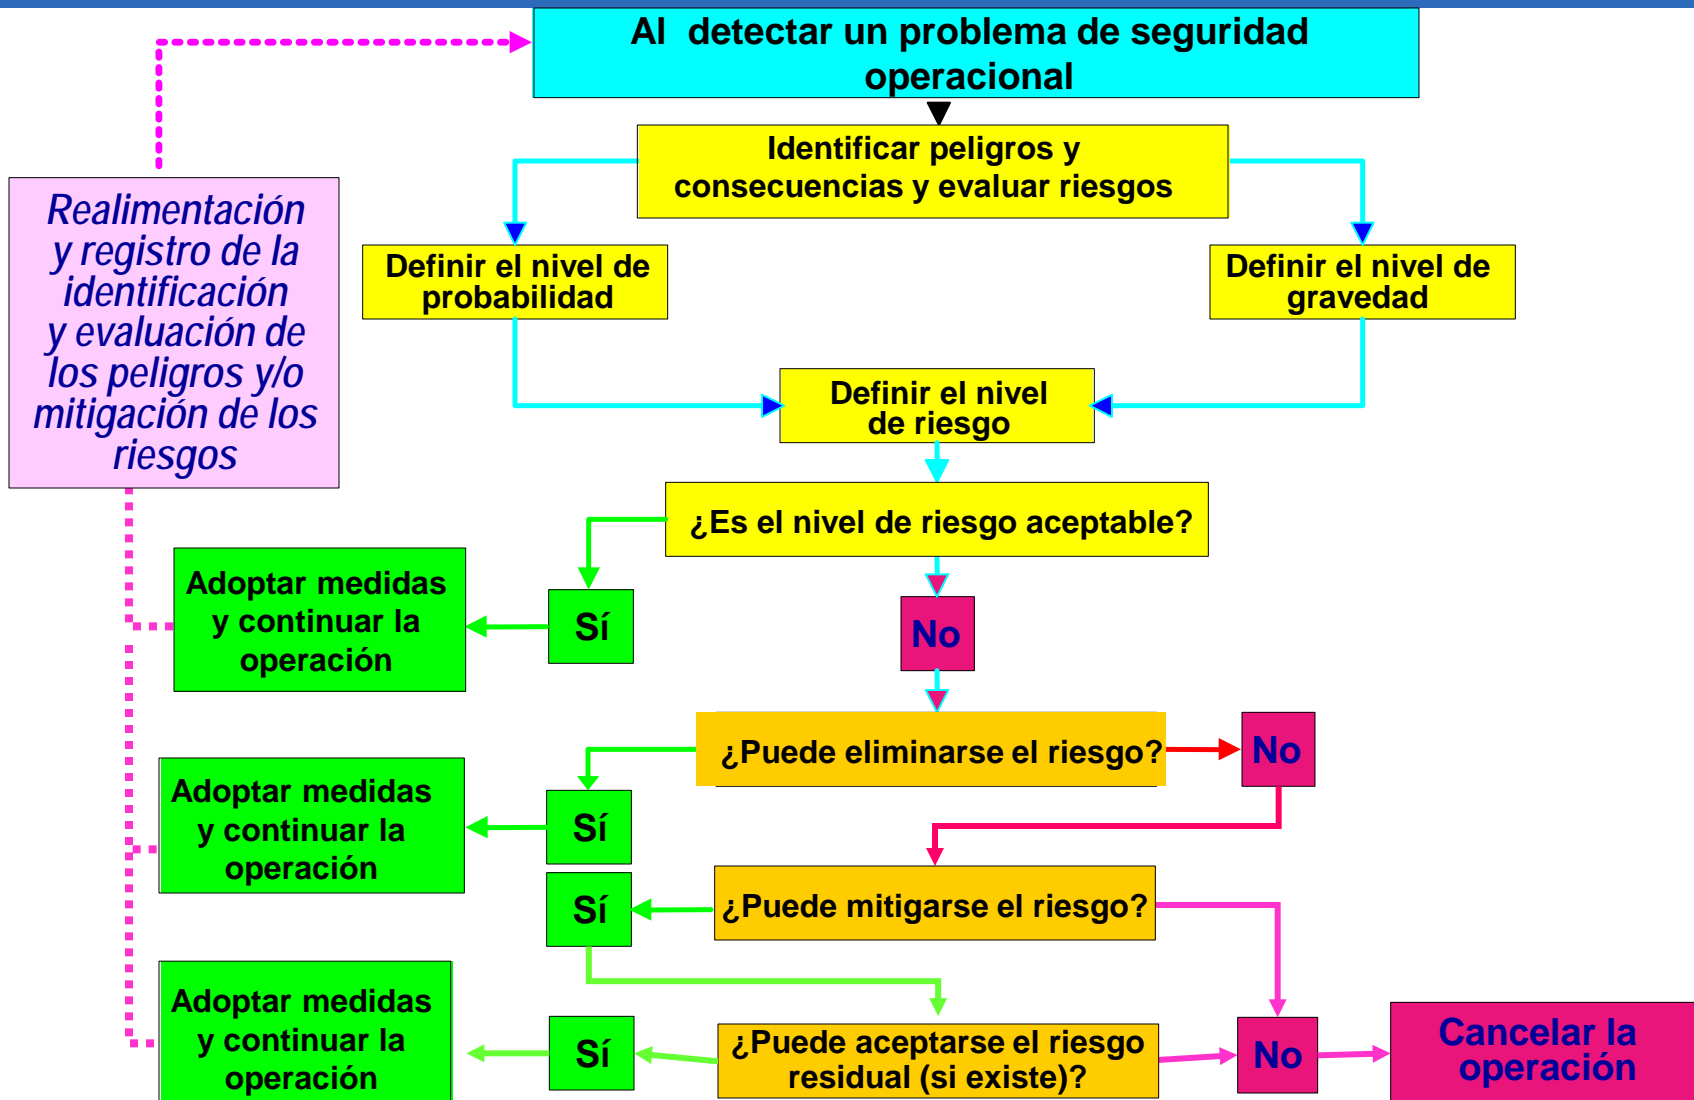 Al detectar un problema de seguridad
operacional
Identificar peligros y
consecuencias y evaluar riesgos
Realimentación
y registro de la
identificación
y evaluación de
los peligros y/o
mitigación de los
riesgos
Definir el nivel de
probabilidad
Definir el nivel de
gravedad
Definir el nivel
de riesgo
¿Es el nivel de riesgo aceptable?
Adoptar medidas
y continuar la
operación
Sí
No
¿Puede eliminarse el riesgo?
No
Adoptar medidas
y continuar la
operación
Sí
Sí
¿Puede mitigarse el riesgo?
Adoptar medidas
y continuar la
operación
Sí
¿Puede aceptarse el riesgo
residual (si existe)?
No
Cancelar la
operación